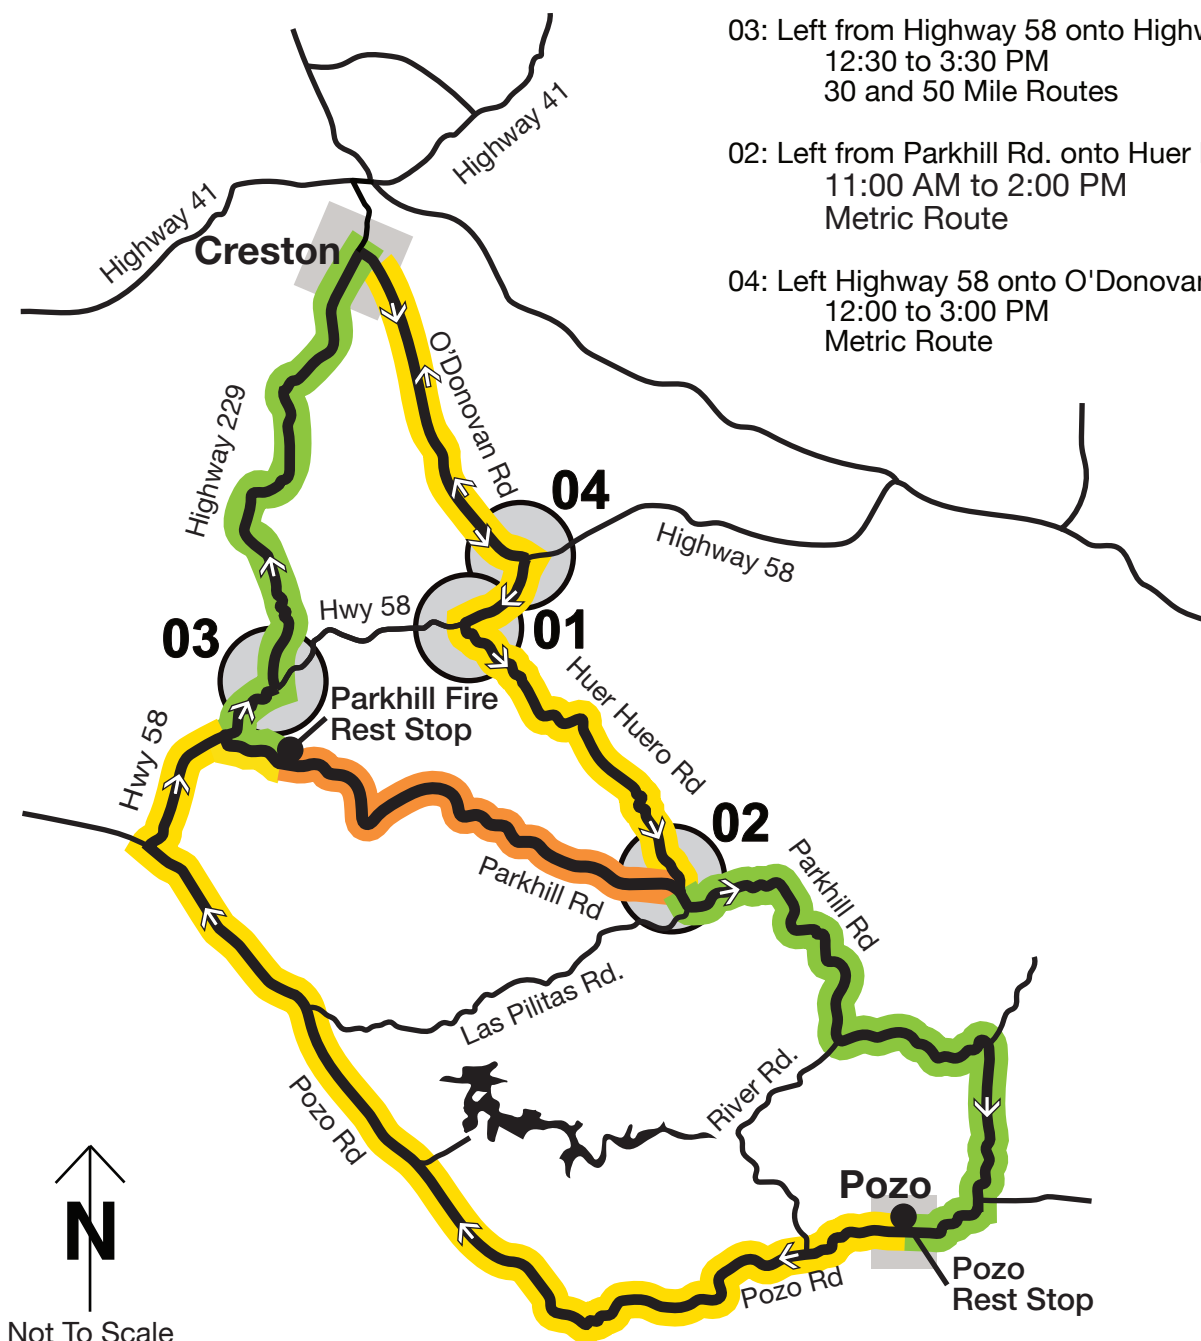 03: Left from Highway 58 onto
12:30 to 3:30 PM
30 and 50 Mile Routes
02: Left from Parkhill Rd. onto Huer
11:00 AM to 2:00 PM
Metric Route
04: Left Highway 58 onto O'Donovan
12:00 to 3:00 PM
Metric Route
Highway 41
Highway 41
Creston
O'Donovan Rd
Highway 229
04
Highway 58
Hwy 58
01
03
Huer Huero Rd
Parkhill Fire
Rest Stop
Hwy 58
02
Parkhill Rd
Parkhill Rd
Las Pilitas Rd.
River Rd.
Pozo Rd
Pozo
N
Pozo Rd
Pozo
Rest Stop
Not To Scale